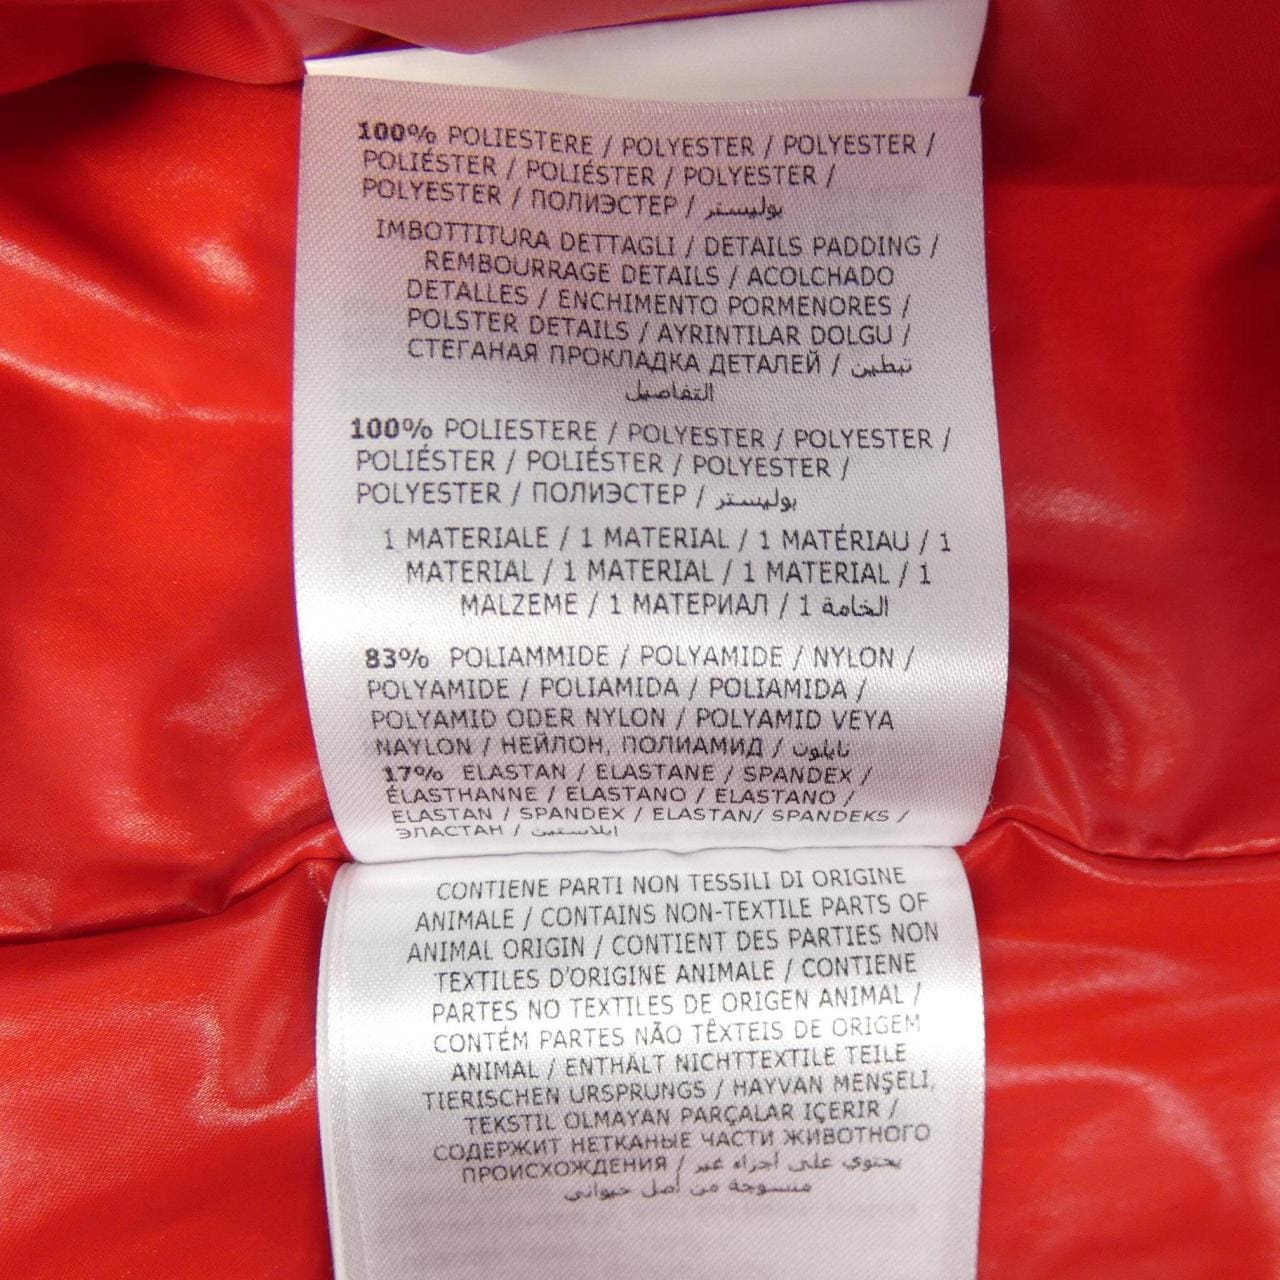 100% POLIESTERE / POLYESTER / POLYESTER /
POLIÉSTER / POLIÉSTER / POLYESTER /
POLYESTER / ПОЛИЭСТЕР / بوليستر
IMBOTTITURA DETTAGLI / DETAILS PADDING /
REMBOURRAGE DETAILS / ACOLCHADO
DETALLES / ENCHIMENTO PORMENORES /
POLSTER DETAILS / AYRINTILAR DOLGU /
СТЕГАНАЯ ПРОКЛАДКА ДЕТАЛЕЙ / تبطين
التفاصيل
100% POLIESTERE / POLYESTER / POLYESTER /
POLIÉSTER / POLIÉSTER / POLYESTER /
POLYESTER / ПОЛИЭСТЕР / بوليستر
1 MATERIALE / 1 MATERIAL / 1 MATÉRIAU / 1
MATERIAL / 1 MATERIAL / 1 MATERIAL / 1
MALZEME / 1 МАТЕРИАЛ / 1 الخامة
83% POLIAMMIDE / POLYAMIDE / NYLON /
POLYAMIDE / POLIAMIDA / POLIAMIDA /
POLYAMID ODER NYLON / POLYAMID VEYA
NAYLON / НЕЙЛОН, ПОЛИАМИД / نايلون
17% ELASTAN / ELASTANE / SPANDEX /
ÉLASTHANNE / ELASTANO / ELASTANO /
ELASTAN / SPANDEX / ELASTAN/ SPANDEKS /
ЭЛАСТАН / ايلاستين
CONTIENE PARTI NON TESSILI DI ORIGINE
ANIMALE / CONTAINS NON-TEXTILE PARTS OF
ANIMAL ORIGIN / CONTIENT DES PARTIES NON
TEXTILES D'ORIGINE ANIMALE / CONTIENE
PARTES NO TEXTILES DE ORIGEN ANIMAL /
CONTÉM PARTES NÃO TÊXTEIS DE ORIGEM
ANIMAL / ENTHÄLT NICHTTEXTILE TEILE
TIERISCHEN URSPRUNGS / HAYVAN MENŞELİ,
TEKSTİL OLMAYAN PARÇALAR İÇERİR /
СОДЕРЖИТ НЕТКАНЫЕ ЧАСТИ ЖИВОТНОГО
ПРОИСХОЖДЕНИЯ / يحتوي على أجزاء غير
منسوجة من أصل حيواني